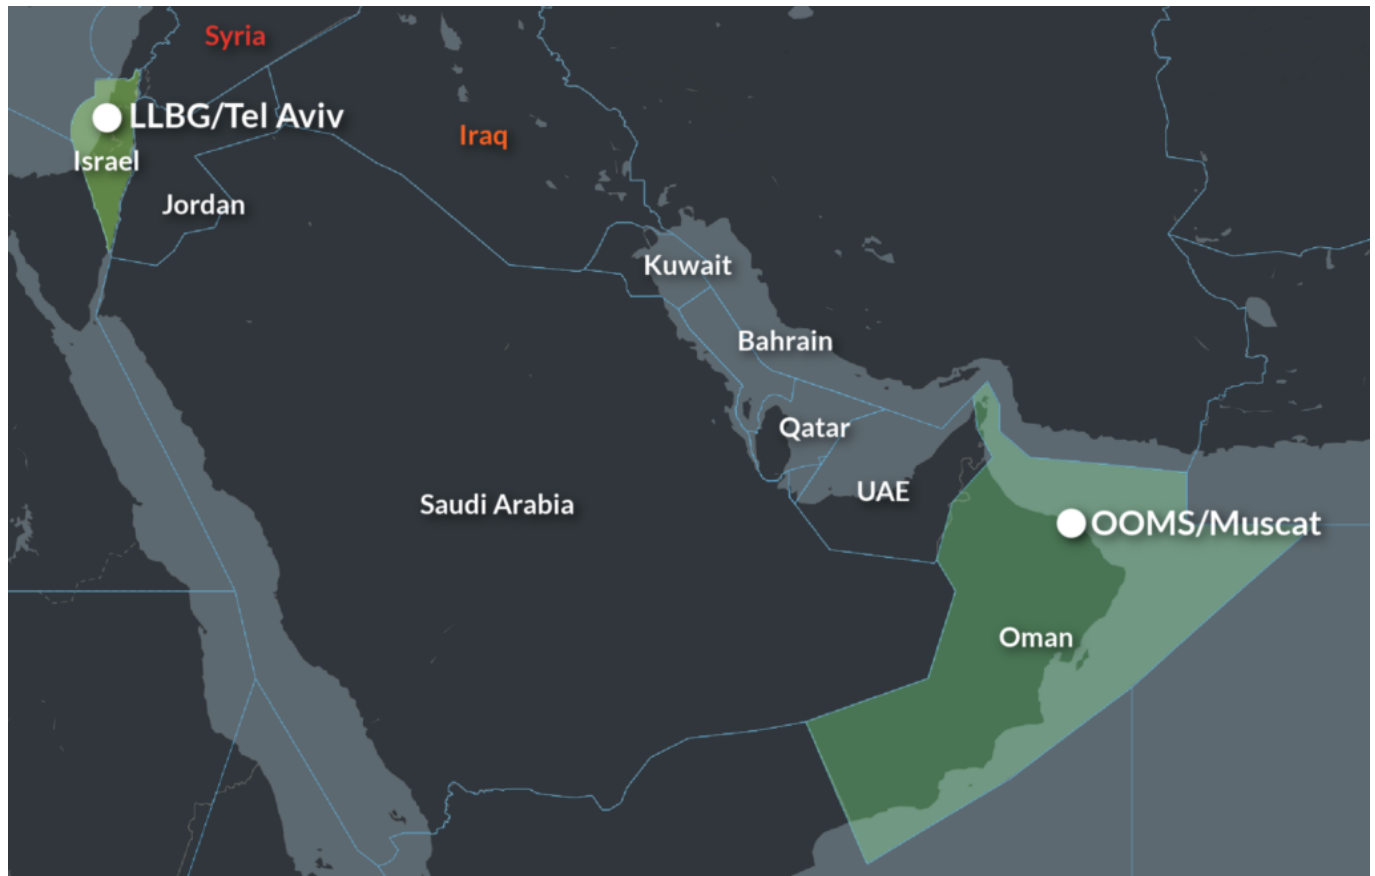 Syria
LLBG/Tel Aviv
Iraq
Israel
Jordan
Kuwait
Bahrain
Qatar
UAE
Saudi Arabia
OOMS/Muscat
Oman